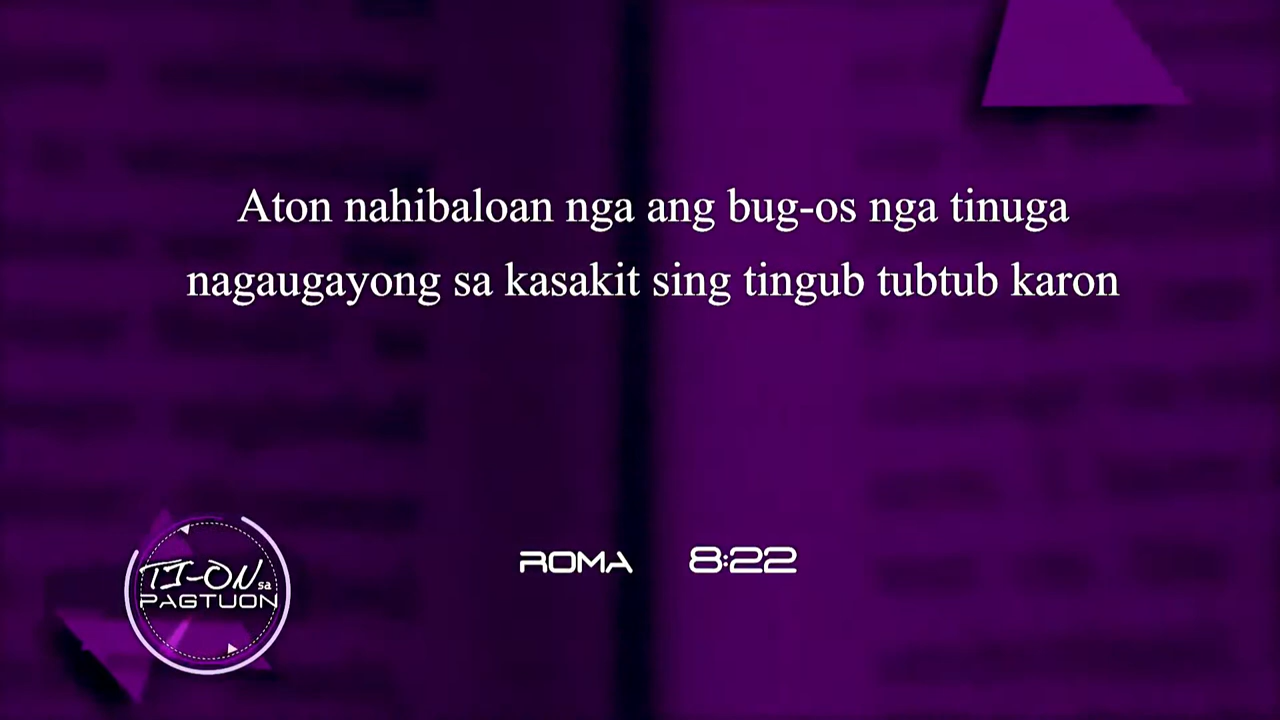 Aton nahibaloan nga ang bug-os nga tinuga
nagaugayong sa kasakit sing tingub tubtub karon
ROMA 8:22
TI-ON sa
PAGTUON